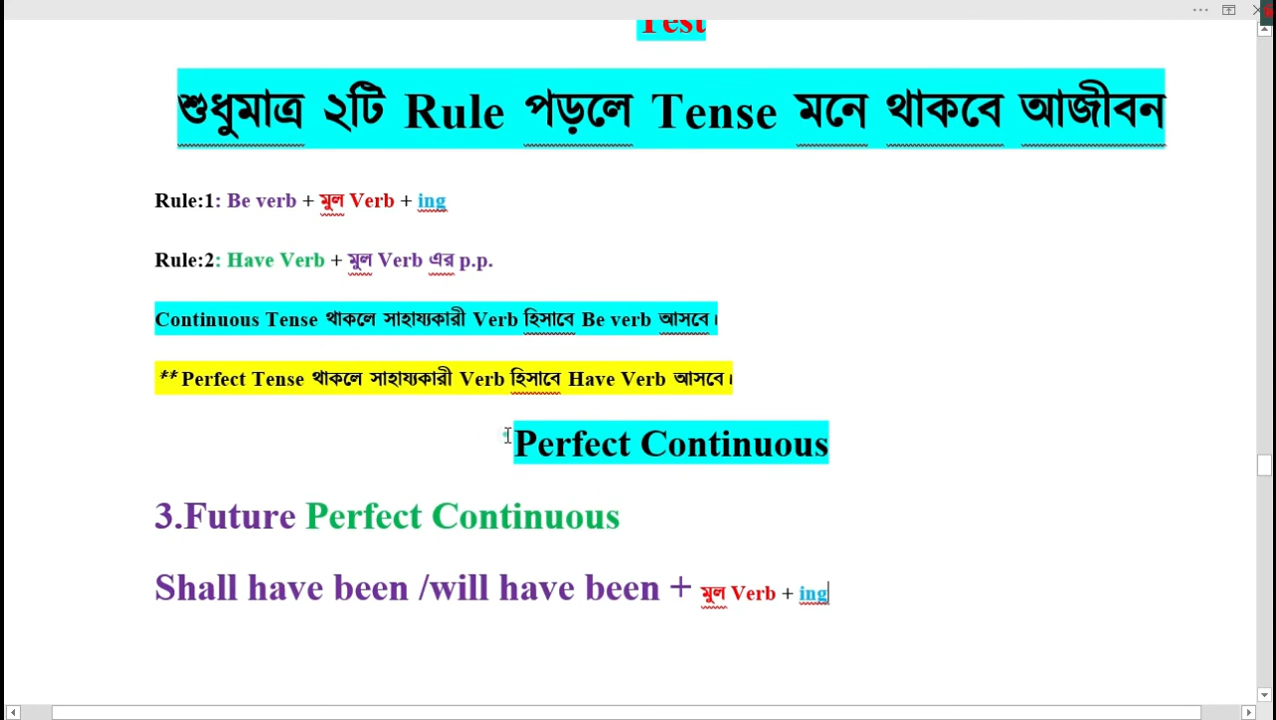 Test
শুধুমাত্র ২টি Rule পড়লে Tense মনে থাকবে আজীবন
Rule:1: Be verb + মুল Verb + ing
Rule:2: Have Verb + মুল Verb এর p.p.
Continuous Tense থাকলে সাহায্যকারী Verb হিসাবে Be verb আসবে।
** Perfect Tense থাকলে সাহায্যকারী Verb হিসাবে Have Verb আসবে।
Perfect Continuous
3.Future Perfect Continuous
Shall have been /will have been + মুল Verb + ing